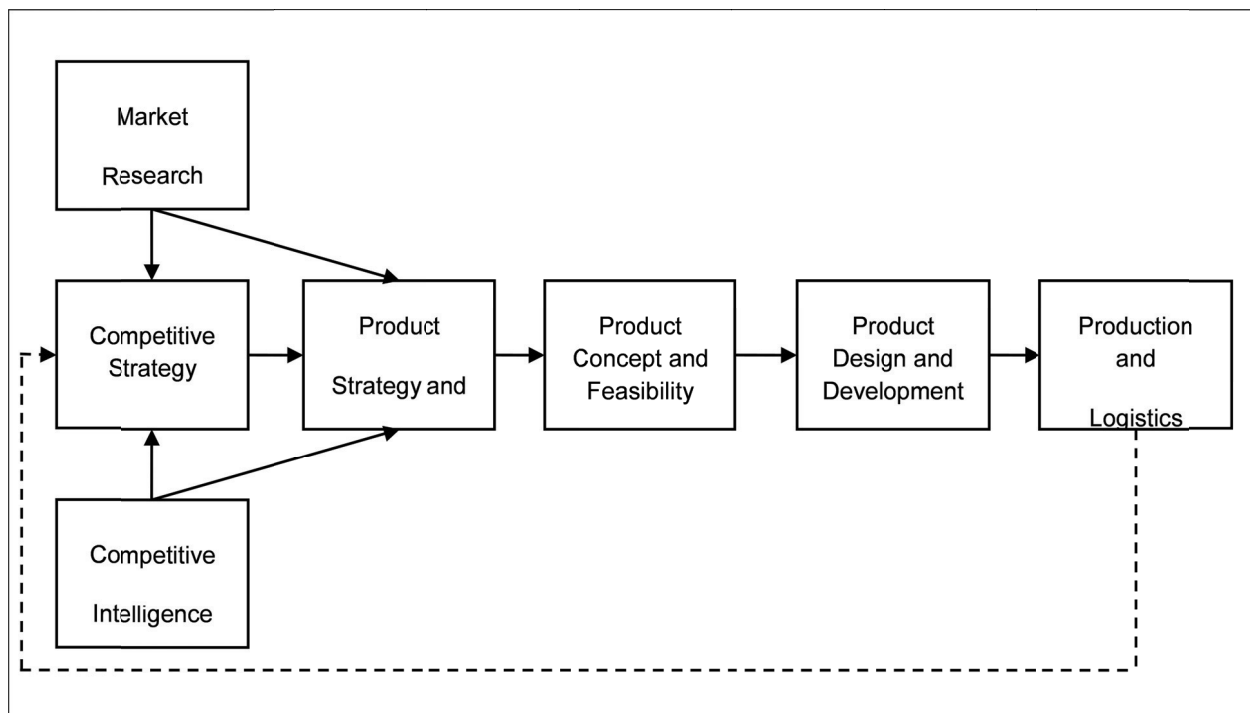 Market
Research
Competitive
Strategy
Product
Strategy and
Product
Concept and
Feasibility
Product
Design and
Development
Production
and
Logistics
Competitive
Intelligence